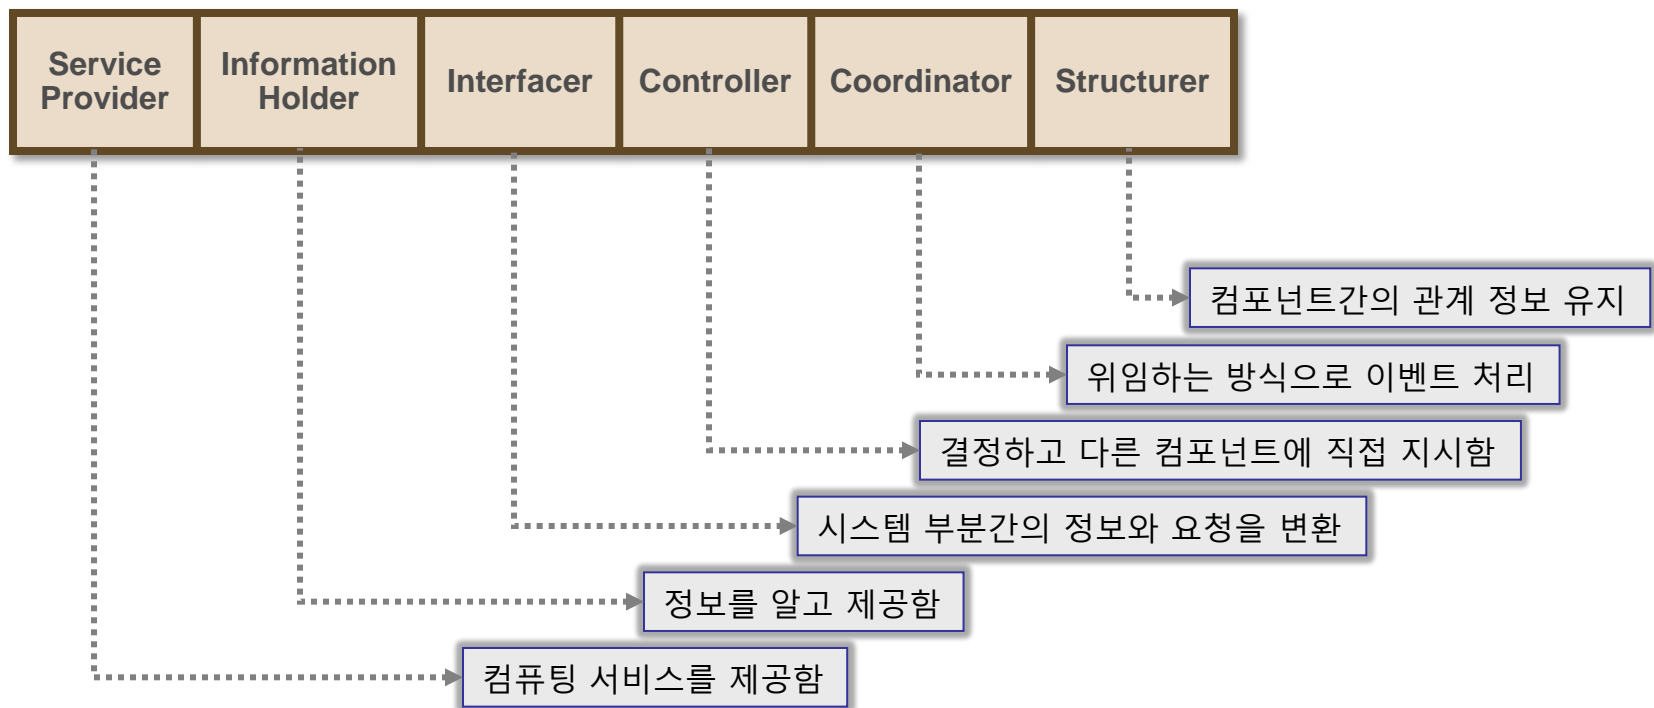 Service
Provider
Information
Holder
Interfacer
Controller
Coordinator
Structurer
컴포넌트간의 관계 정보 유지
위임하는 방식으로 이벤트 처리
결정하고 다른 컴포넌트에 직접 지시함
시스템 부분간의 정보와 요청을 변환
정보를 알고 제공함
컴퓨팅 서비스를 제공함